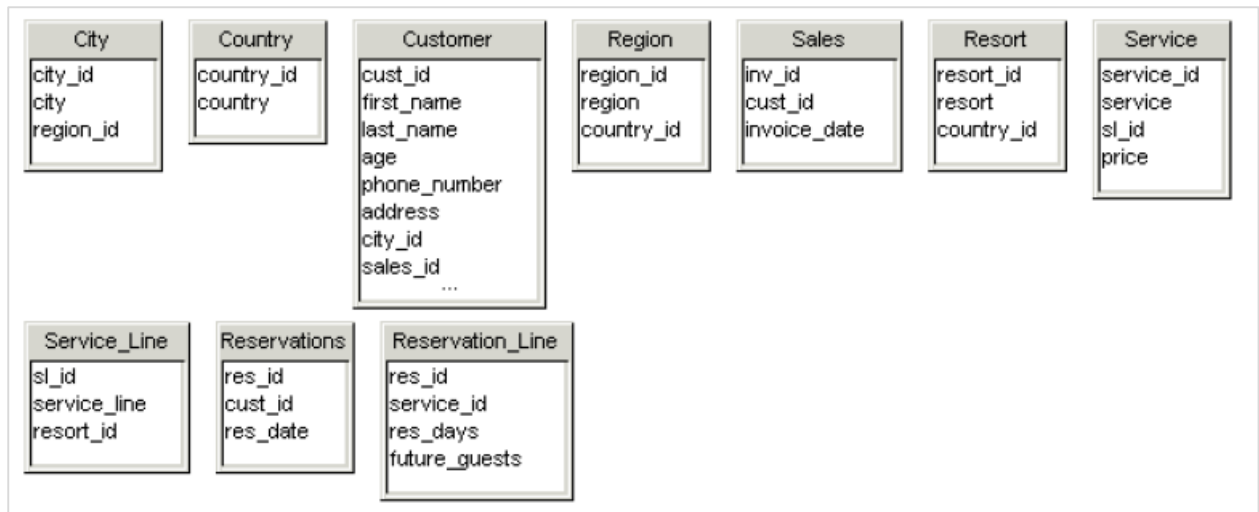 City
city_id
city
region_id
Country
country_id
country
Customer
cust_id
first_name
last_name
age
phone_number
address
city_id
sales_id
...
Region
region_id
region
country_id
Sales
inv_id
cust_id
invoice_date
Resort
resort_id
resort
country_id
Service
service_id
service
sl_id
price
Service_Line
sl_id
service_line
resort_id
Reservations
res_id
cust_id
res_date
Reservation_Line
res_id
service_id
res_days
future_guests